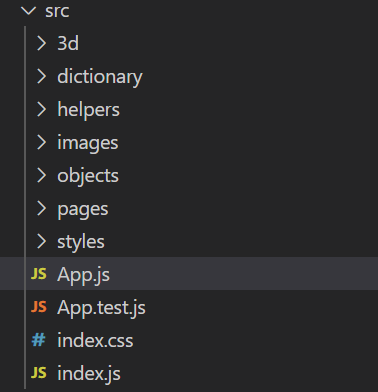 src
3d
dictionary
helpers
images
objects
pages
styles
JS App.js
JS App.test.js
# index.css
JS index.js